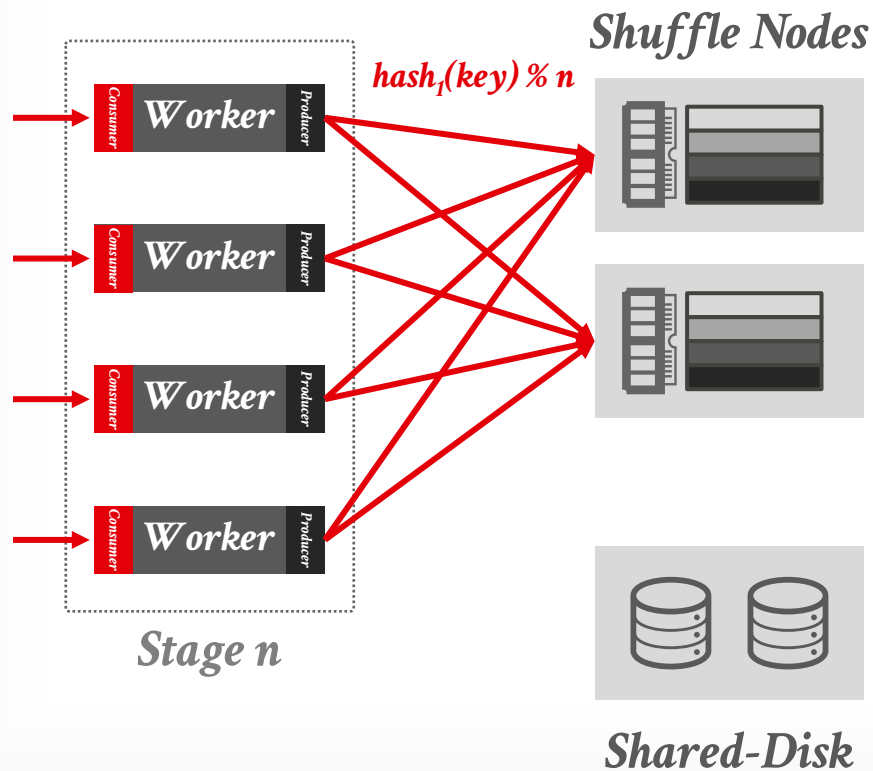 Shuffle Nodes
hash₁(key) % n
Consumer Worker Producer
Consumer Worker Producer
Consumer Worker Producer
Consumer Worker Producer
Stage n
Shared-Disk